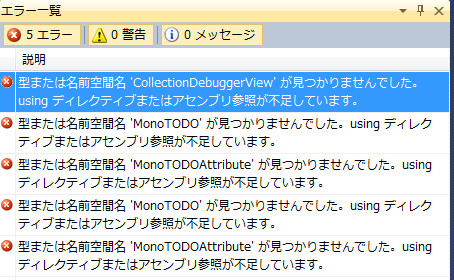 エラー一覧
5 エラー 0 警告 0 メッセージ
説明
型または名前空間名 'CollectionDebuggerView' が見つかりませんでした。
using ディレクティブまたはアセンブリ参照が不足しています。
型または名前空間名 'MonoTODO' が見つかりませんでした。using ディレク
ティブまたはアセンブリ参照が不足しています。
型または名前空間名 'MonoTODOAttribute' が見つかりませんでした。using
ディレクティブまたはアセンブリ参照が不足しています。
型または名前空間名 'MonoTODO' が見つかりませんでした。using ディレク
ティブまたはアセンブリ参照が不足しています。
型または名前空間名 'MonoTODOAttribute' が見つかりませんでした。using
ディレクティブまたはアセンブリ参照が不足しています。